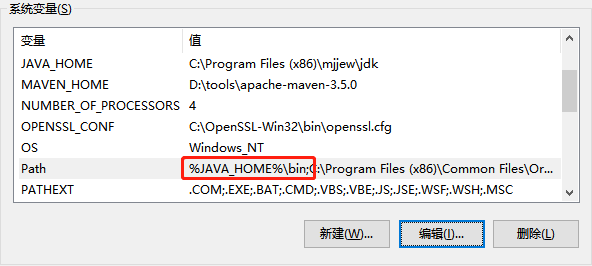 系统变量(S)
变量 值
JAVA_HOME C:\Program Files (x86)\mjjew\jdk
MAVEN_HOME D:\tools\apache-maven-3.5.0
NUMBER_OF_PROCESSORS 4
OPENSSL_CONF C:\OpenSSL-Win32\bin\openssl.cfg
OS Windows_NT
Path %JAVA_HOME%\bin;C:\Program Files (x86)\Common Files\Or...
PATHEXT .COM;.EXE;.BAT;.CMD;.VBS;.VBE;.JS;.JSE;.WSF;.WSH;.MSC
新建(W)... 编辑(I)... 删除(L)